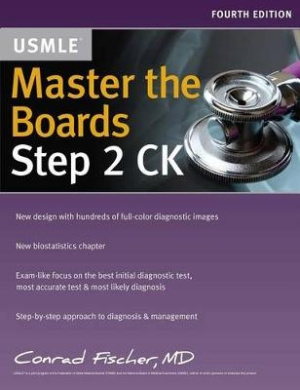 FOURTH EDITION
USMLE
Master the
Boards
Step 2 CK
New design with hundreds of full-color diagnostic images
New biostatistics chapter
Exam-like focus on the best initial diagnostic test,
most accurate test & most likely diagnosis
Step-by-step approach to diagnosis & management
Conrad Fischer, MD